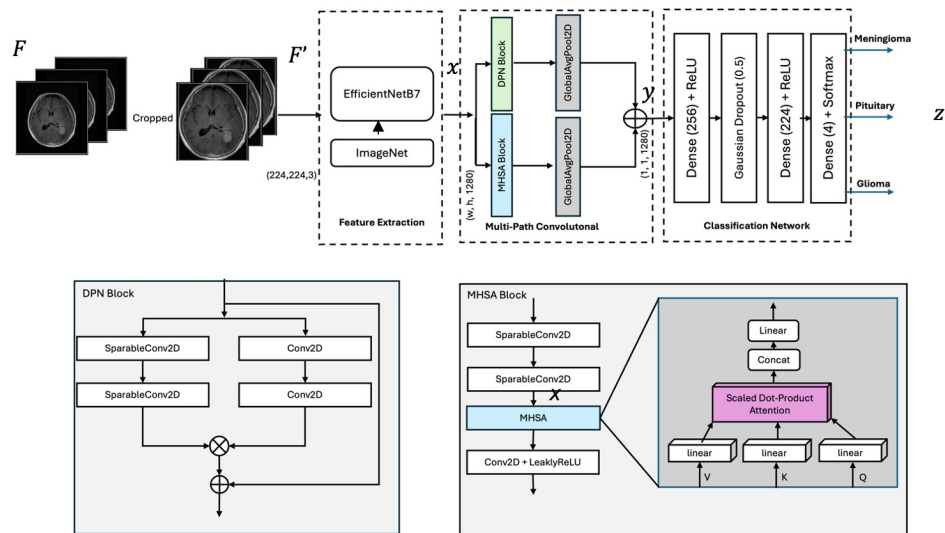 F
Cropped
F'
(224,224,3)
EfficientNetB7
ImageNet
Feature Extraction
x
(w, h, 1280)
DPN Block
MHSA Block
GlobalAvgPool2D
GlobalAvgPool2D
Multi-Path Convolutonal
y
(1, 1, 1280)
Dense (256) + ReLU
Gaussian Dropout (0.5)
Dense (224) + ReLU
Dense (4) + Softmax
Classification Network
Meningioma
Pituitary
Glioma
Z
DPN Block
SparableConv2D
Conv2D
SparableConv2D
Conv2D
MHSA Block
SparableConv2D
SparableConv2D
X
MHSA
Conv2D + LeaklyReLU
Linear
Concat
Scaled Dot-Product
Attention
linear
linear
linear
V
K
Q